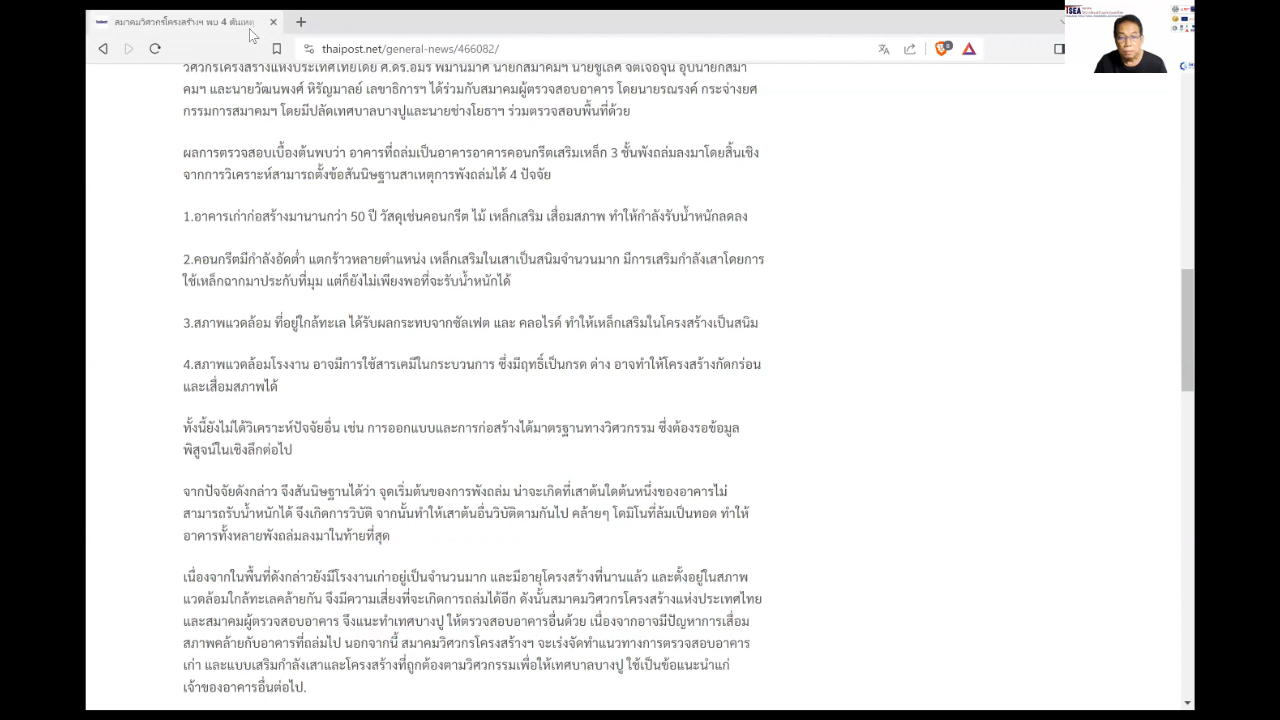 สมาคมวิศวกรโครงสร้างฯ พบ 4 ต้นเหตุ
thaipost.net/general-news/466082/
TSEA
วิศวกรโครงสร้างแห่งประเทศไทยโดย ศ.ดร.อมร พิมานมาศ นายกสมาคมฯ นายชูเลิศ จิตเจือจุน อุปนายกสมา
คมฯ และนายวัฒนพงศ์ หิรัญมาลย์ เลขาธิการฯ ได้ร่วมกับสมาคมผู้ตรวจสอบอาคาร โดยนายรณรงค์ กระจ่างยศ
กรรมการสมาคมฯ โดยมีปลัดเทศบาลบางปูและนายช่างโยธาฯ ร่วมตรวจสอบพื้นที่ด้วย
ผลการตรวจสอบเบื้องต้นพบว่า อาคารที่ถล่มเป็นอาคารอาคารคอนกรีตเสริมเหล็ก 3 ชั้นพังถล่มลงมาโดยสิ้นเชิง
จากการวิเคราะห์สามารถตั้งข้อสันนิษฐานสาเหตุการพังถล่มได้ 4 ปัจจัย
1.อาคารเก่าก่อสร้างมานานกว่า 50 ปี วัสดุเช่นคอนกรีต ไม้ เหล็กเสริม เสื่อมสภาพ ทำให้กำลังรับน้ำหนักลดลง
2.คอนกรีตมีกำลังอัดต่ำ แตกร้าวหลายตำแหน่ง เหล็กเสริมในเสาเป็นสนิมจำนวนมาก มีการเสริมกำลังเสาโดยการ
ใช้เหล็กฉากมาประกับที่มุม แต่ก็ยังไม่เพียงพอที่จะรับน้ำหนักได้
3.สภาพแวดล้อม ที่อยู่ใกล้ทะเล ได้รับผลกระทบจากซัลเฟต และ คลอไรด์ ทำให้เหล็กเสริมในโครงสร้างเป็นสนิม
4.สภาพแวดล้อมโรงงาน อาจมีการใช้สารเคมีในกระบวนการ ซึ่งมีฤทธิ์เป็นกรด ด่าง อาจทำให้โครงสร้างกัดกร่อน
และเสื่อมสภาพได้
ทั้งนี้ยังไม่ได้วิเคราะห์ปัจจัยอื่น เช่น การออกแบบและการก่อสร้างได้มาตรฐานทางวิศวกรรม ซึ่งต้องรอข้อมูล
พิสูจน์ในเชิงลึกต่อไป
จากปัจจัยดังกล่าว จึงสันนิษฐานได้ว่า จุดเริ่มต้นของการพังถล่ม น่าจะเกิดที่เสาต้นใดต้นหนึ่งของอาคารไม่
สามารถรับน้ำหนักได้ จึงเกิดการวิบัติ จากนั้นทำให้เสาต้นอื่นวิบัติตามกันไป คล้ายๆ โดมิโนที่ล้มเป็นทอด ทำให้
อาคารทั้งหลายพังถล่มลงมาในท้ายที่สุด
เนื่องจากในพื้นที่ดังกล่าวยังมีโรงงานเก่าอยู่เป็นจำนวนมาก และมีอายุโครงสร้างที่นานแล้ว และตั้งอยู่ในสภาพ
แวดล้อมใกล้ทะเลคล้ายกัน จึงมีความเสี่ยงที่จะเกิดการถล่มได้อีก ดังนั้นสมาคมวิศวกรโครงสร้างแห่งประเทศไทย
และสมาคมผู้ตรวจสอบอาคาร จึงแนะทำเทศบางปู ให้ตรวจสอบอาคารอื่นด้วย เนื่องจากอาจมีปัญหาการเสื่อม
สภาพคล้ายกับอาคารที่ถล่มไป นอกจากนี้ สมาคมวิศวกรโครงสร้างฯ จะเร่งจัดทำแนวทางการตรวจสอบอาคาร
เก่า และแบบเสริมกำลังเสาและโครงสร้างที่ถูกต้องตามวิศวกรรมเพื่อให้เทศบาลบางปู ใช้เป็นข้อแนะนำแก่
เจ้าของอาคารอื่นต่อไป.